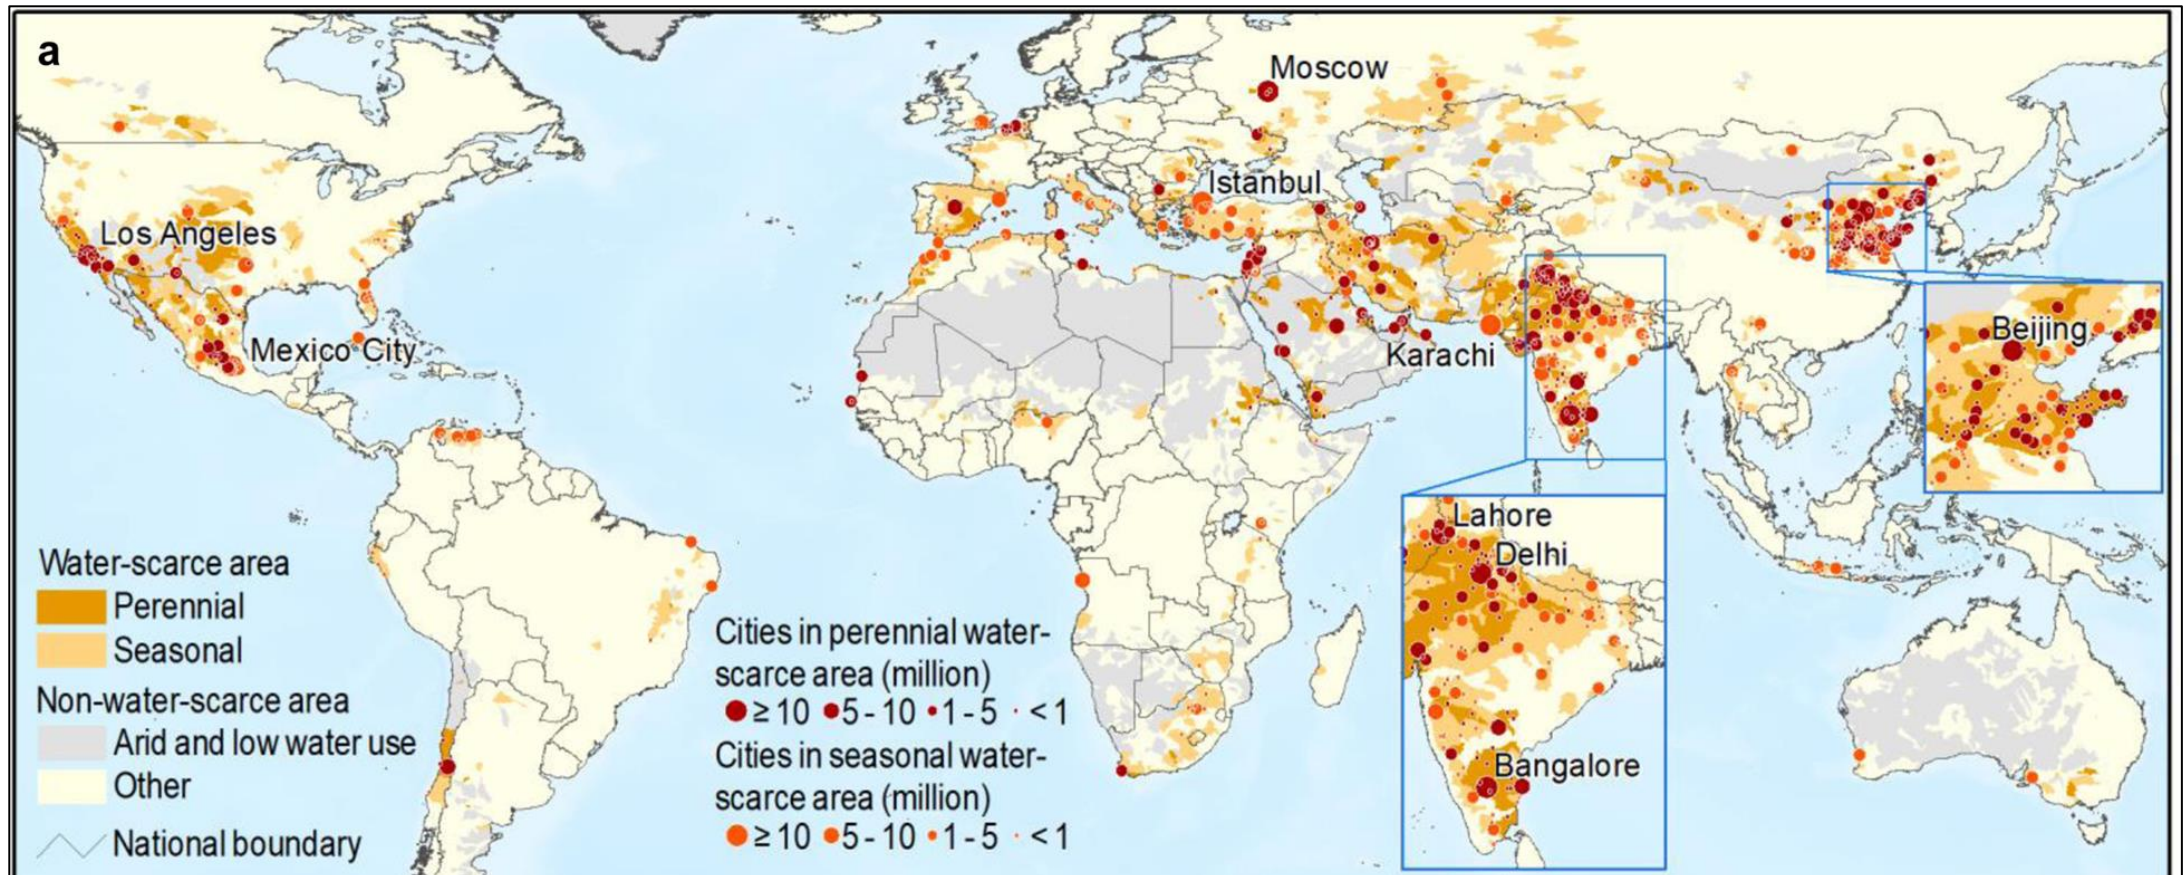 a
Moscow
Istanbul
Los Angeles
Mexico City
Karachi
Beijing
Lahore
Delhi
Bangalore
Water-scarce area
Perennial
Seasonal
Non-water-scarce area
Arid and low water use
Other
National boundary
Cities in perennial water-
scarce area (million)
≥ 10 5 - 10 1 - 5 < 1
Cities in seasonal water-
scarce area (million)
≥ 10 5 - 10 1 - 5 < 1